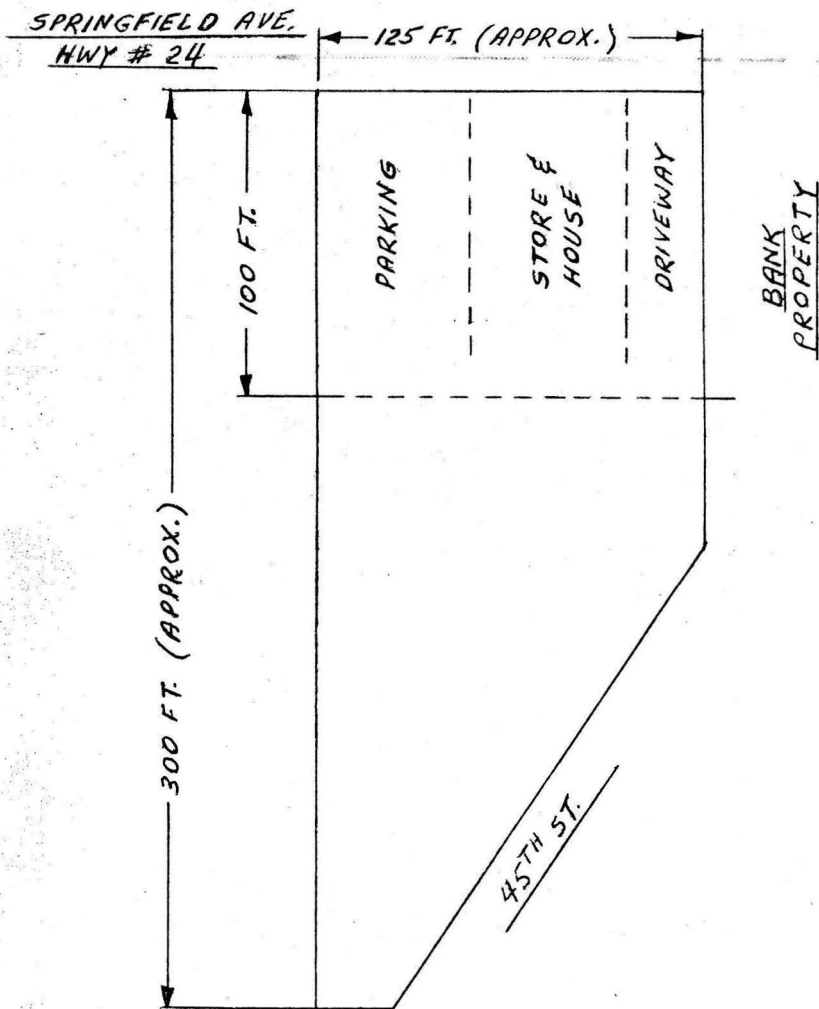 SPRINGFIELD AVE.
HWY # 24
125 FT. (APPROX.)
100 FT.
PARKING
STORE &
HOUSE
DRIVEWAY
BANK
PROPERTY
300 FT. (APPROX.)
45TH ST.